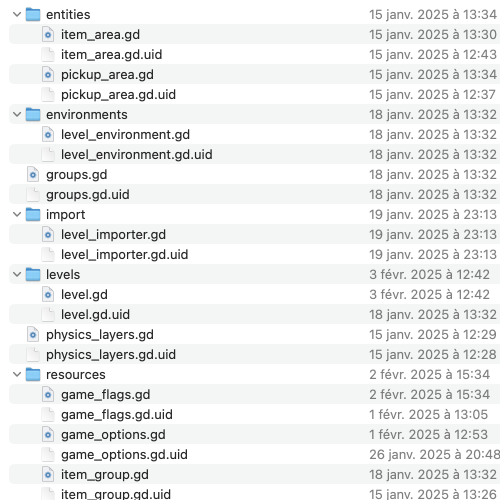 entities 15 janv. 2025 à 13:34
item_area.gd 15 janv. 2025 à 13:30
item_area.gd.uid 15 janv. 2025 à 12:43
pickup_area.gd 15 janv. 2025 à 13:34
pickup_area.gd.uid 15 janv. 2025 à 12:37
environments 18 janv. 2025 à 13:32
level_environment.gd 18 janv. 2025 à 13:32
level_environment.gd.uid 18 janv. 2025 à 13:32
groups.gd 18 janv. 2025 à 13:32
groups.gd.uid 18 janv. 2025 à 13:32
import 19 janv. 2025 à 23:13
level_importer.gd 19 janv. 2025 à 23:13
level_importer.gd.uid 19 janv. 2025 à 23:13
levels 3 févr. 2025 à 12:42
level.gd 3 févr. 2025 à 12:42
level.gd.uid 18 janv. 2025 à 13:32
physics_layers.gd 15 janv. 2025 à 12:29
physics_layers.gd.uid 15 janv. 2025 à 12:28
resources 2 févr. 2025 à 15:34
game_flags.gd 2 févr. 2025 à 15:34
game_flags.gd.uid 1 févr. 2025 à 13:05
game_options.gd 1 févr. 2025 à 12:53
game_options.gd.uid 26 janv. 2025 à 20:48
item_group.gd 18 janv. 2025 à 13:32
item_group.gd.uid 15 janv. 2025 à 13:26